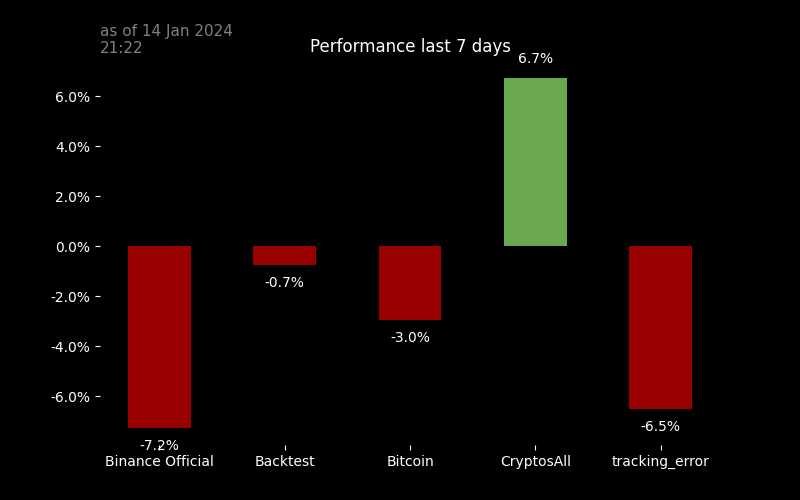 as of 14 Jan 2024
21:22
Performance last 7 days
6.7%
6.0%
4.0%
2.0%
0.0%
-2.0%
-4.0%
-6.0%
-0.7%
-3.0%
-6.5%
-7.2%
Binance Official
Backtest
Bitcoin
CryptosAll
tracking_error